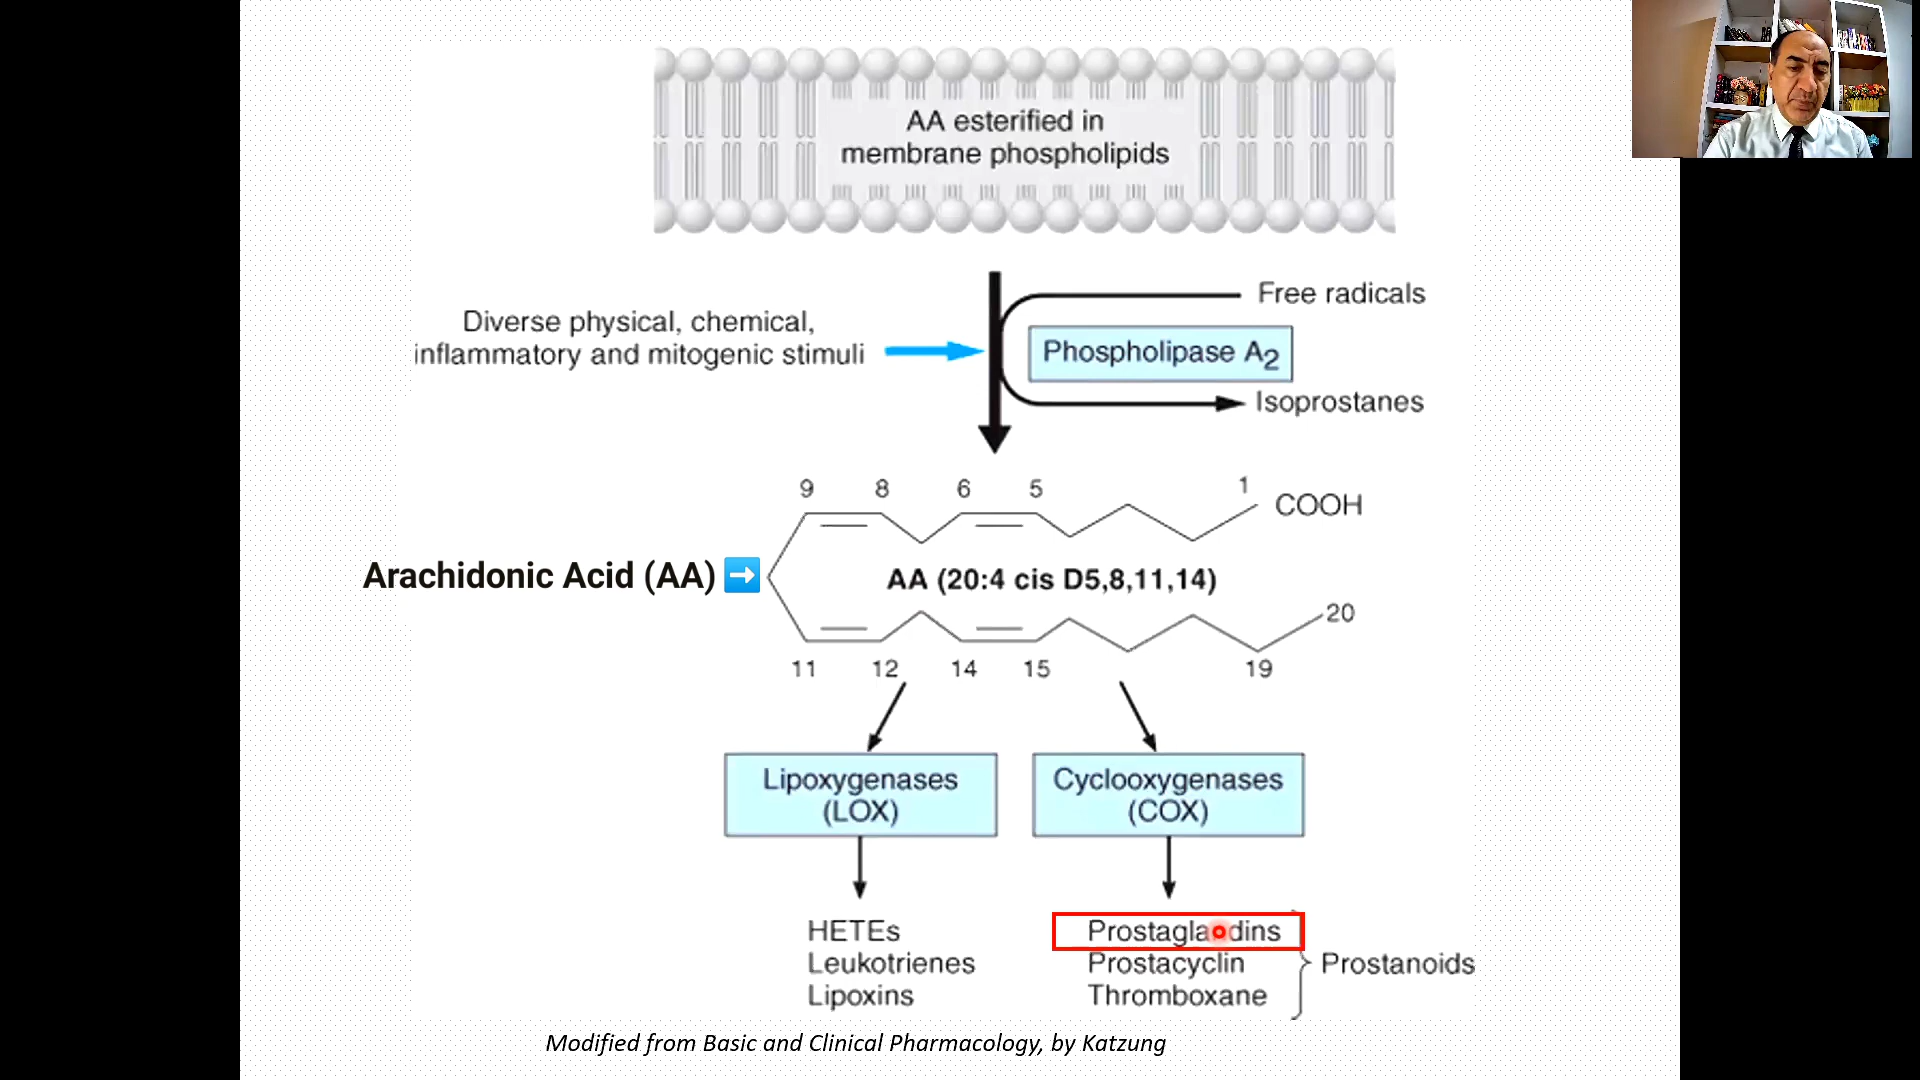 AA esterified in
membrane phospholipids
Free radicals
Diverse physical, chemical,
inflammatory and mitogenic stimuli
Phospholipase A2
Isoprostanes
9 8 6 5 1
COOH
Arachidonic Acid (AA)
AA (20:4 cis D5,8,11,14)
20
11 12 14 15 19
Lipoxygenases
(LOX)
Cyclooxygenases
(COX)
HETEs
Leukotrienes
Lipoxins
Prostaglandins
Prostacyclin
Thromboxane
Prostanoids
Modified from Basic and Clinical Pharmacology, by Katzung